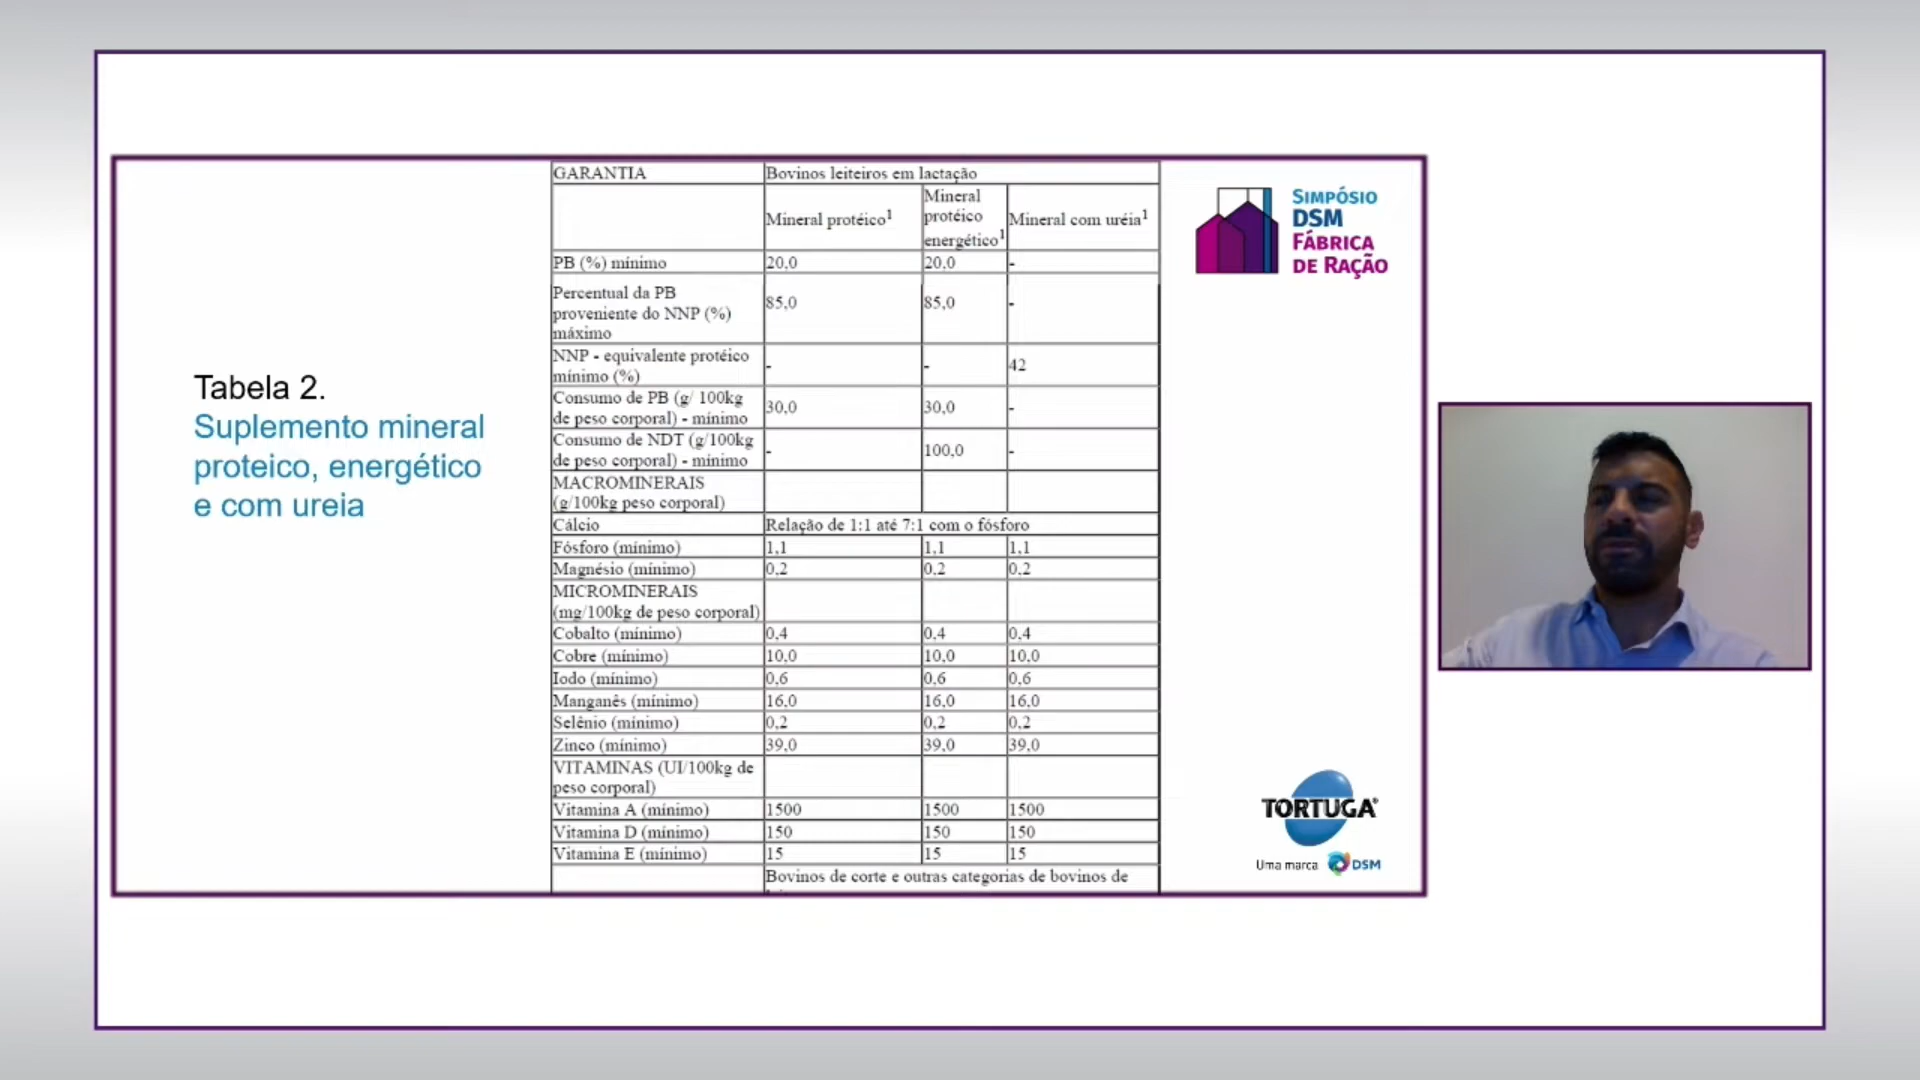 Tabela 2.
Suplemento mineral
proteico, energético
e com ureia
GARANTIA Bovinos leiteiros em lactação
Mineral protéico¹ Mineral protéico energético¹ Mineral com uréia¹
PB (%) mínimo 20,0 20,0 -
Percentual da PB proveniente do NNP (%) máximo 85,0 85,0 -
NNP - equivalente protéico mínimo (%) - - 42
Consumo de PB (g/ 100kg de peso corporal) - mínimo 30,0 30,0 -
Consumo de NDT (g/100kg de peso corporal) - mínimo - 100,0 -
MACROMINERAIS (g/100kg peso corporal)
Cálcio Relação de 1:1 até 7:1 com o fósforo
Fósforo (mínimo) 1,1 1,1 1,1
Magnésio (mínimo) 0,2 0,2 0,2
MICROMINERAIS (mg/100kg de peso corporal)
Cobalto (mínimo) 0,4 0,4 0,4
Cobre (mínimo) 10,0 10,0 10,0
Iodo (mínimo) 0,6 0,6 0,6
Manganês (mínimo) 16,0 16,0 16,0
Selênio (mínimo) 0,2 0,2 0,2
Zinco (mínimo) 39,0 39,0 39,0
VITAMINAS (UI/100kg de peso corporal)
Vitamina A (mínimo) 1500 1500 1500
Vitamina D (mínimo) 150 150 150
Vitamina E (mínimo) 15 15 15
Bovinos de corte e outras categorias de bovinos de
SIMPÓSIO
DSM
FÁBRICA
DE RAÇÃO
TORTUGA®
Uma marca DSM